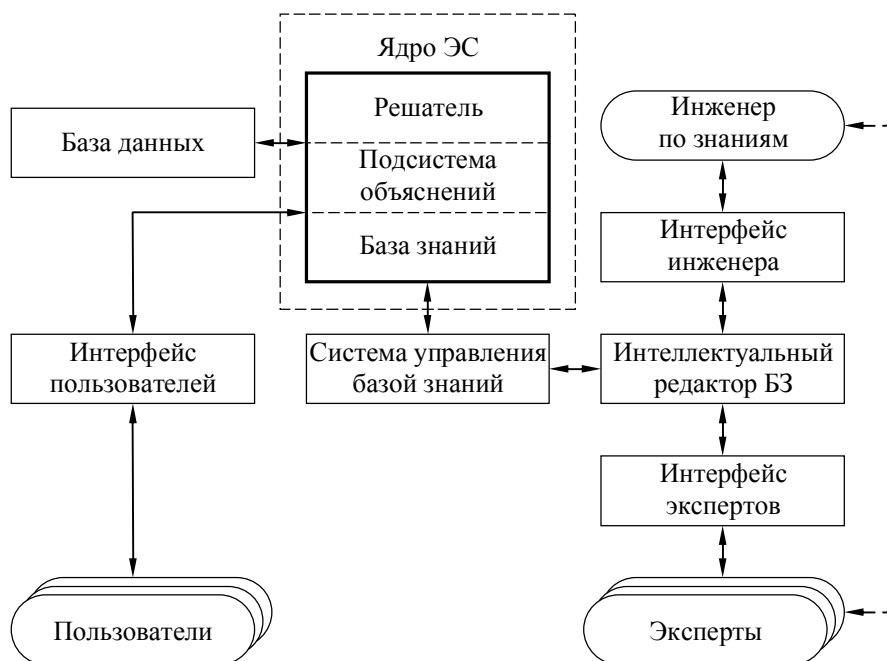 Ядро ЭС
Решатель
Подсистема
объяснений
База знаний
База данных
Инженер
по знаниям
Интерфейс
инженера
Интерфейс
пользователей
Система управления
базой знаний
Интеллектуальный
редактор БЗ
Интерфейс
экспертов
Пользователи
Эксперты